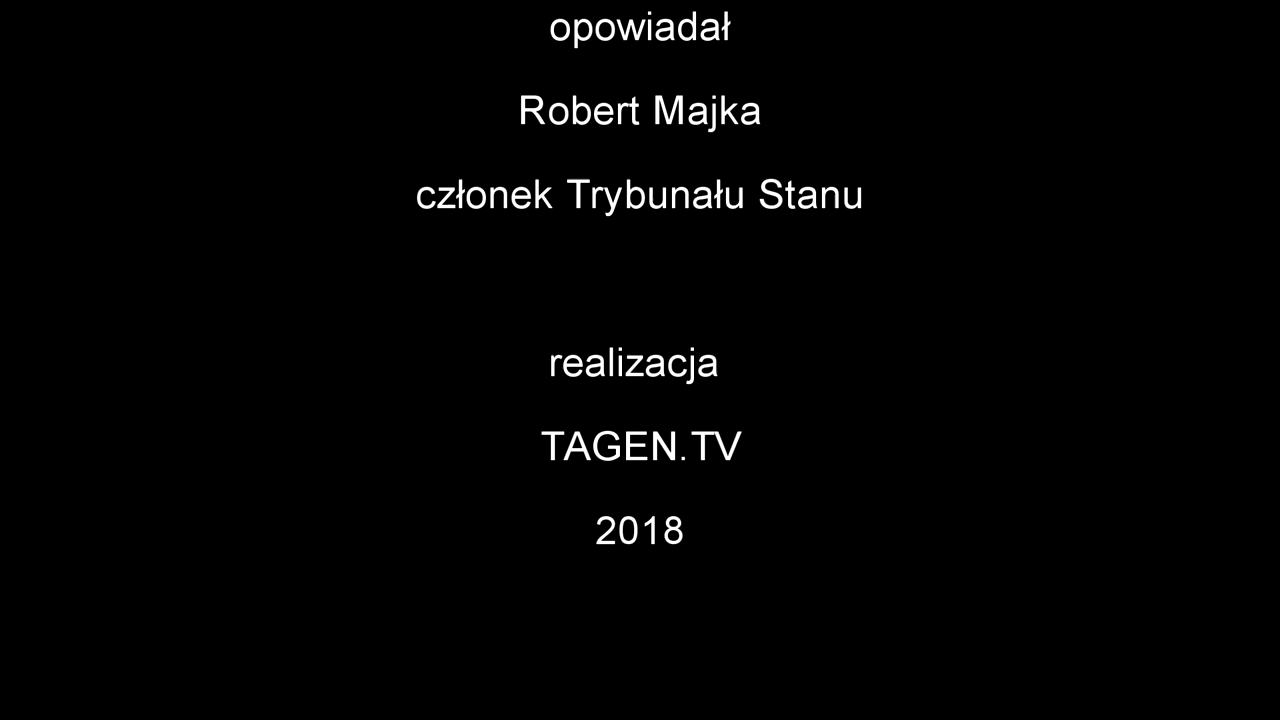 opowiadał
Robert Majka
członek Trybunału Stanu
realizacja
TAGEN.TV
2018